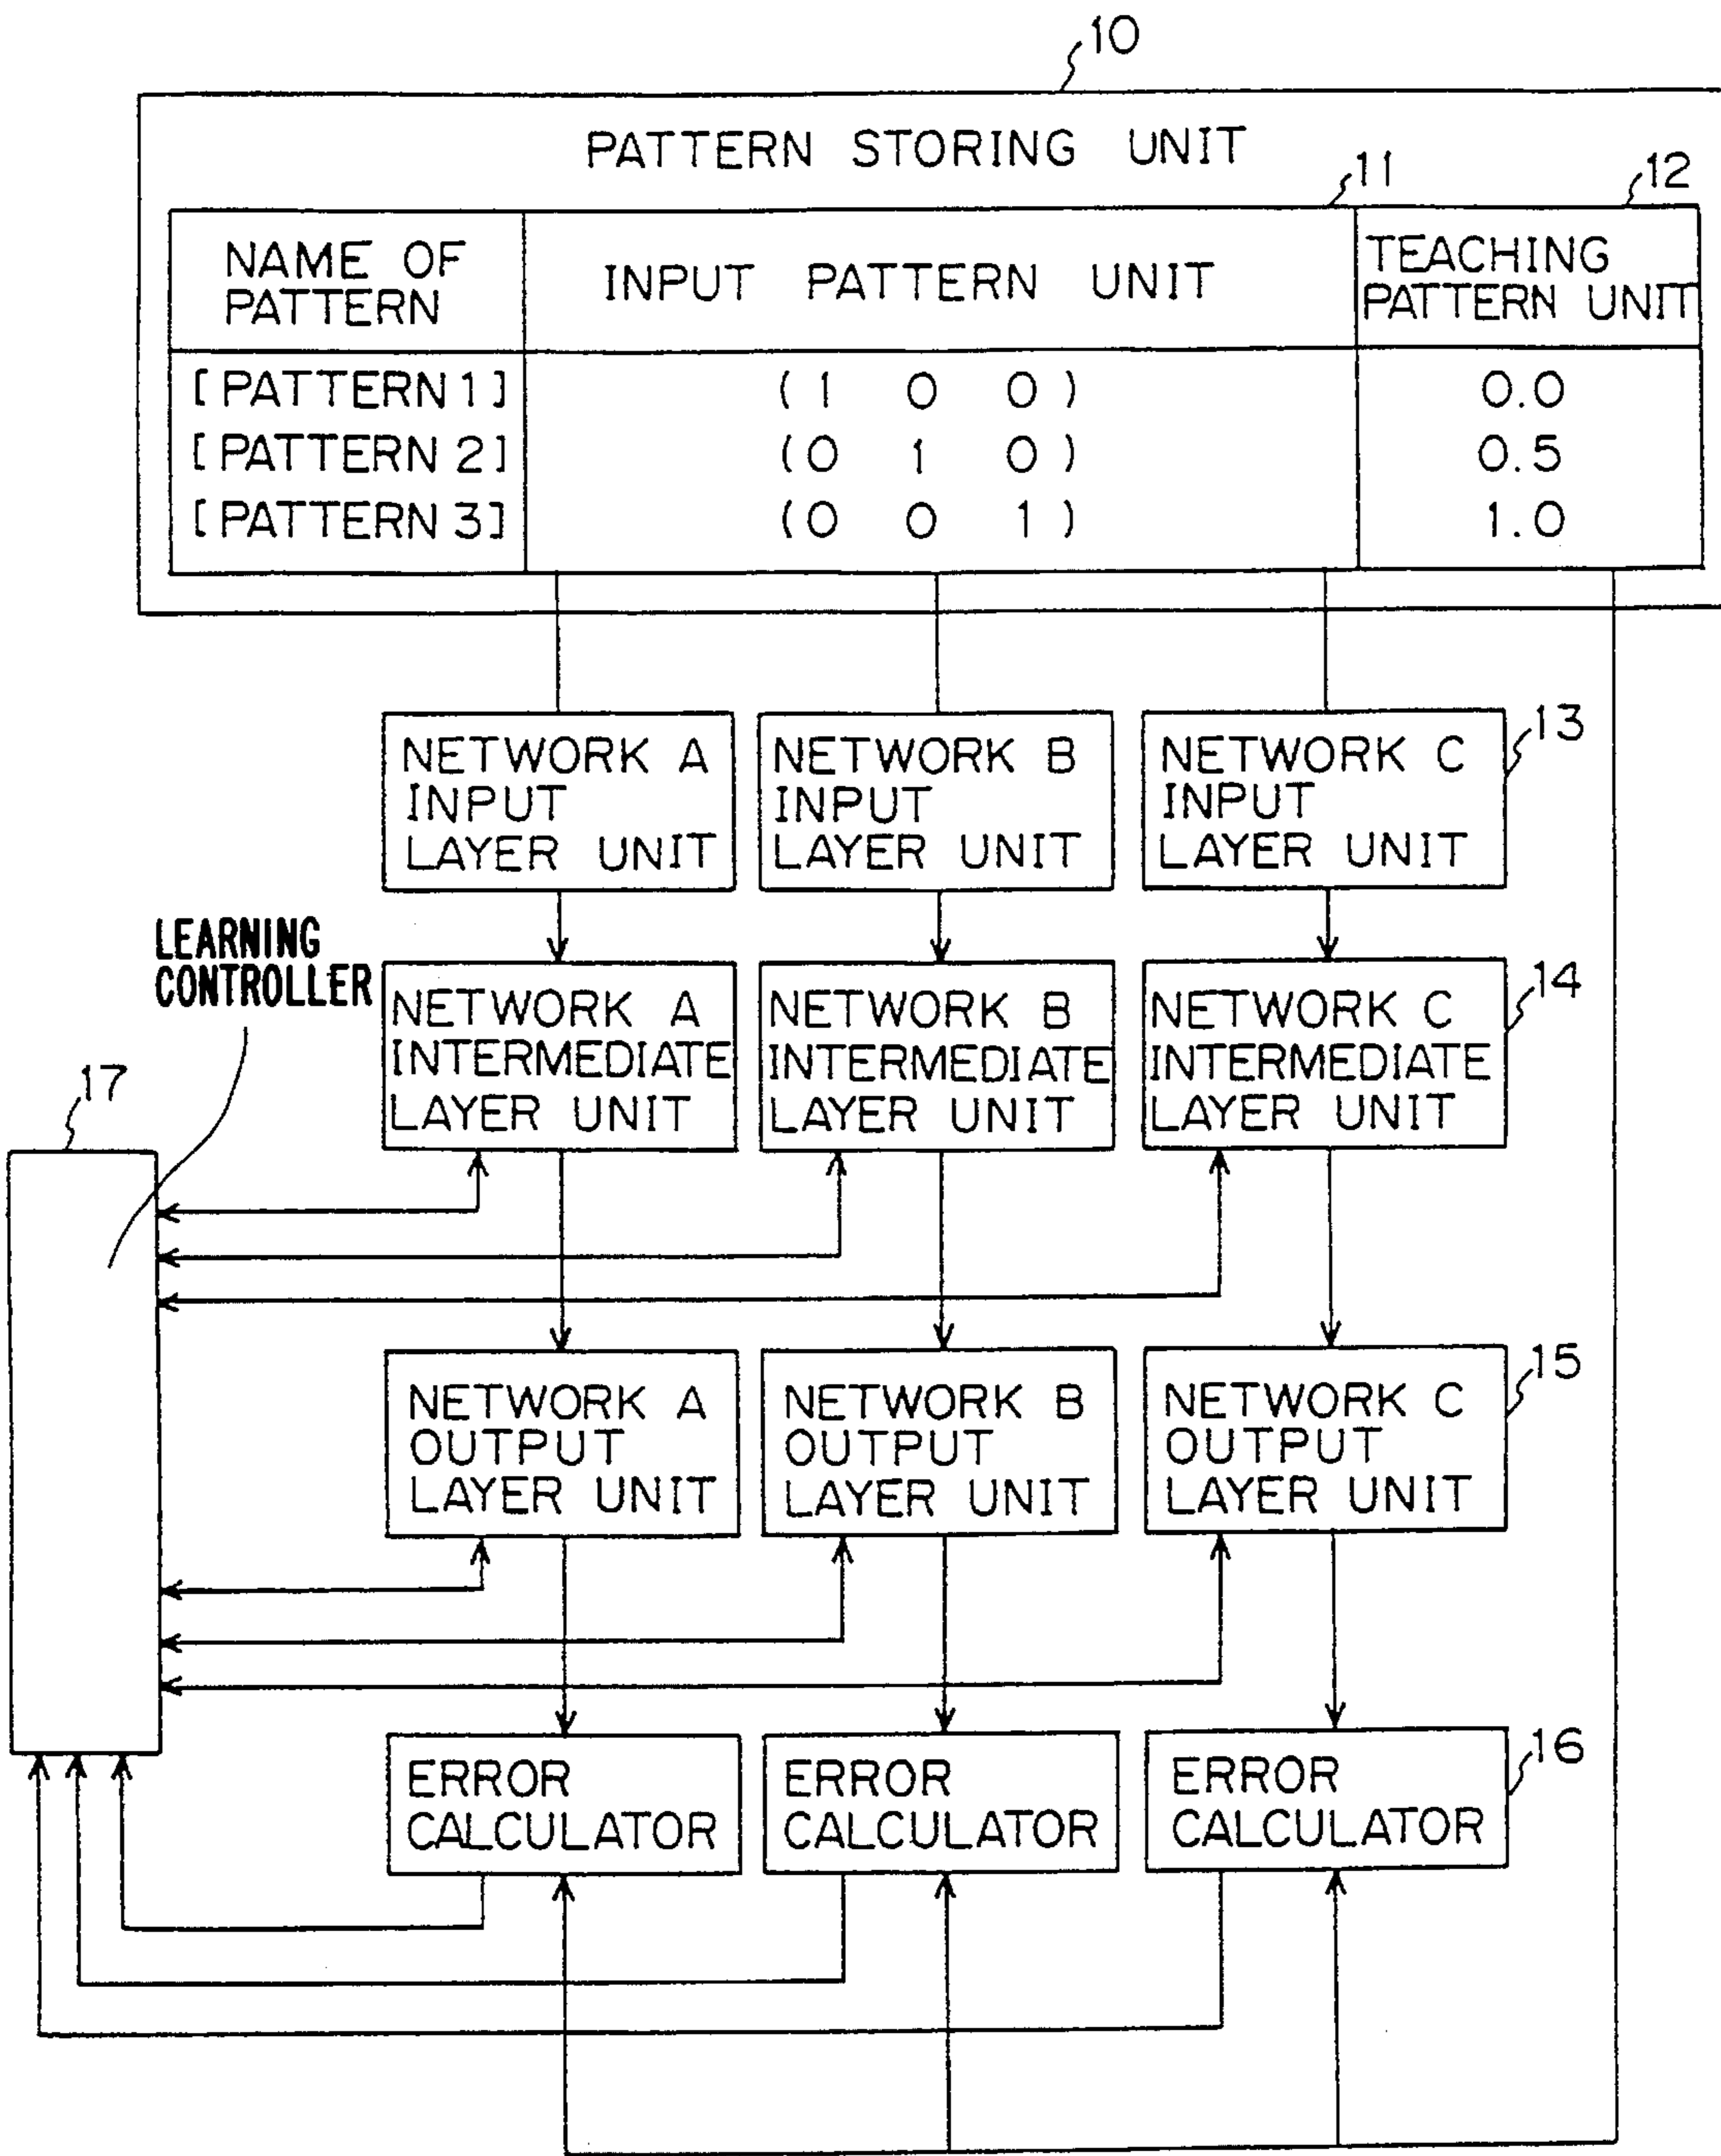 10
PATTERN STORING UNIT
11
12
NAME OF
PATTERN
INPUT PATTERN UNIT
TEACHING
PATTERN UNIT
[PATTERN 1] (1 0 0) 0.0
[PATTERN 2] (0 1 0) 0.5
[PATTERN 3] (0 0 1) 1.0
NETWORK A
INPUT
LAYER UNIT
NETWORK B
INPUT
LAYER UNIT
NETWORK C
INPUT
LAYER UNIT
13
LEARNING
CONTROLLER
NETWORK A
INTERMEDIATE
LAYER UNIT
NETWORK B
INTERMEDIATE
LAYER UNIT
NETWORK C
INTERMEDIATE
LAYER UNIT
14
17
NETWORK A
OUTPUT
LAYER UNIT
NETWORK B
OUTPUT
LAYER UNIT
NETWORK C
OUTPUT
LAYER UNIT
15
ERROR
CALCULATOR
ERROR
CALCULATOR
ERROR
CALCULATOR
16